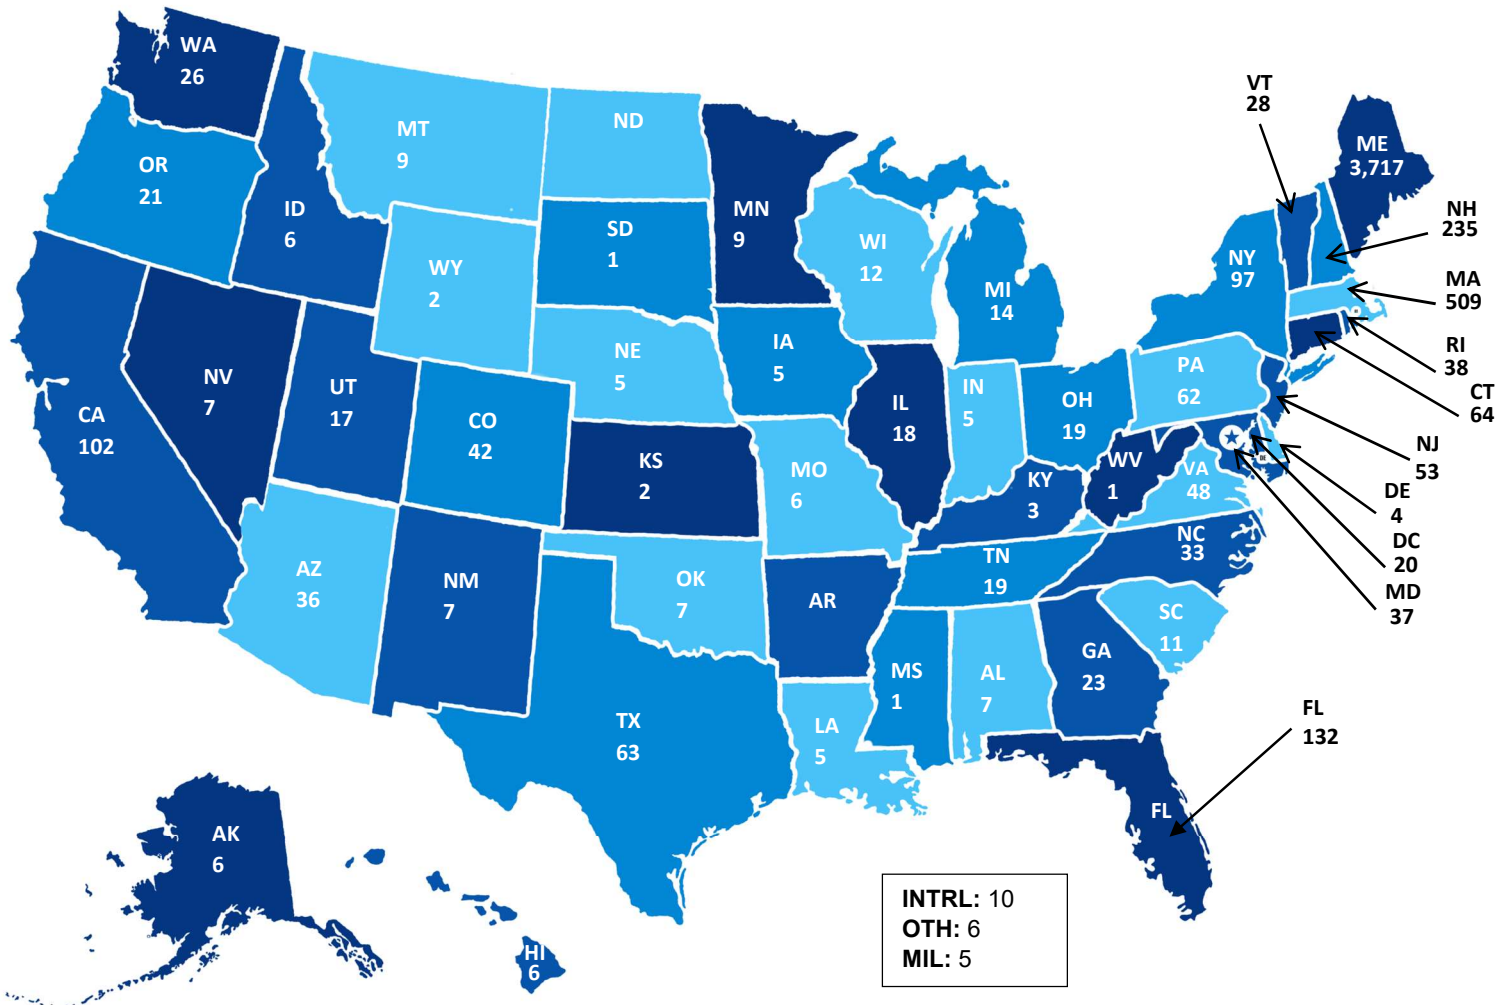 WA
26
OR
21
ID
6
MT
9
ND
MN
9
SD
1
WY
2
WI
12
MI
14
NE
5
IA
5
NV
7
UT
17
CA
102
CO
42
KS
2
MO
6
IL
18
IN
5
OH
19
KY
3
WV
1
VA
48
PA
62
NY
97
VT
28
ME
3,717
NH
235
MA
509
RI
38
CT
64
NJ
53
DE
4
DC
20
MD
37
NC
33
TN
19
SC
11
AZ
36
NM
7
OK
7
AR
TX
63
LA
5
MS
1
AL
7
GA
23
FL
132
FL
AK
6
HI
6
INTRL: 10
OTH: 6
MIL: 5